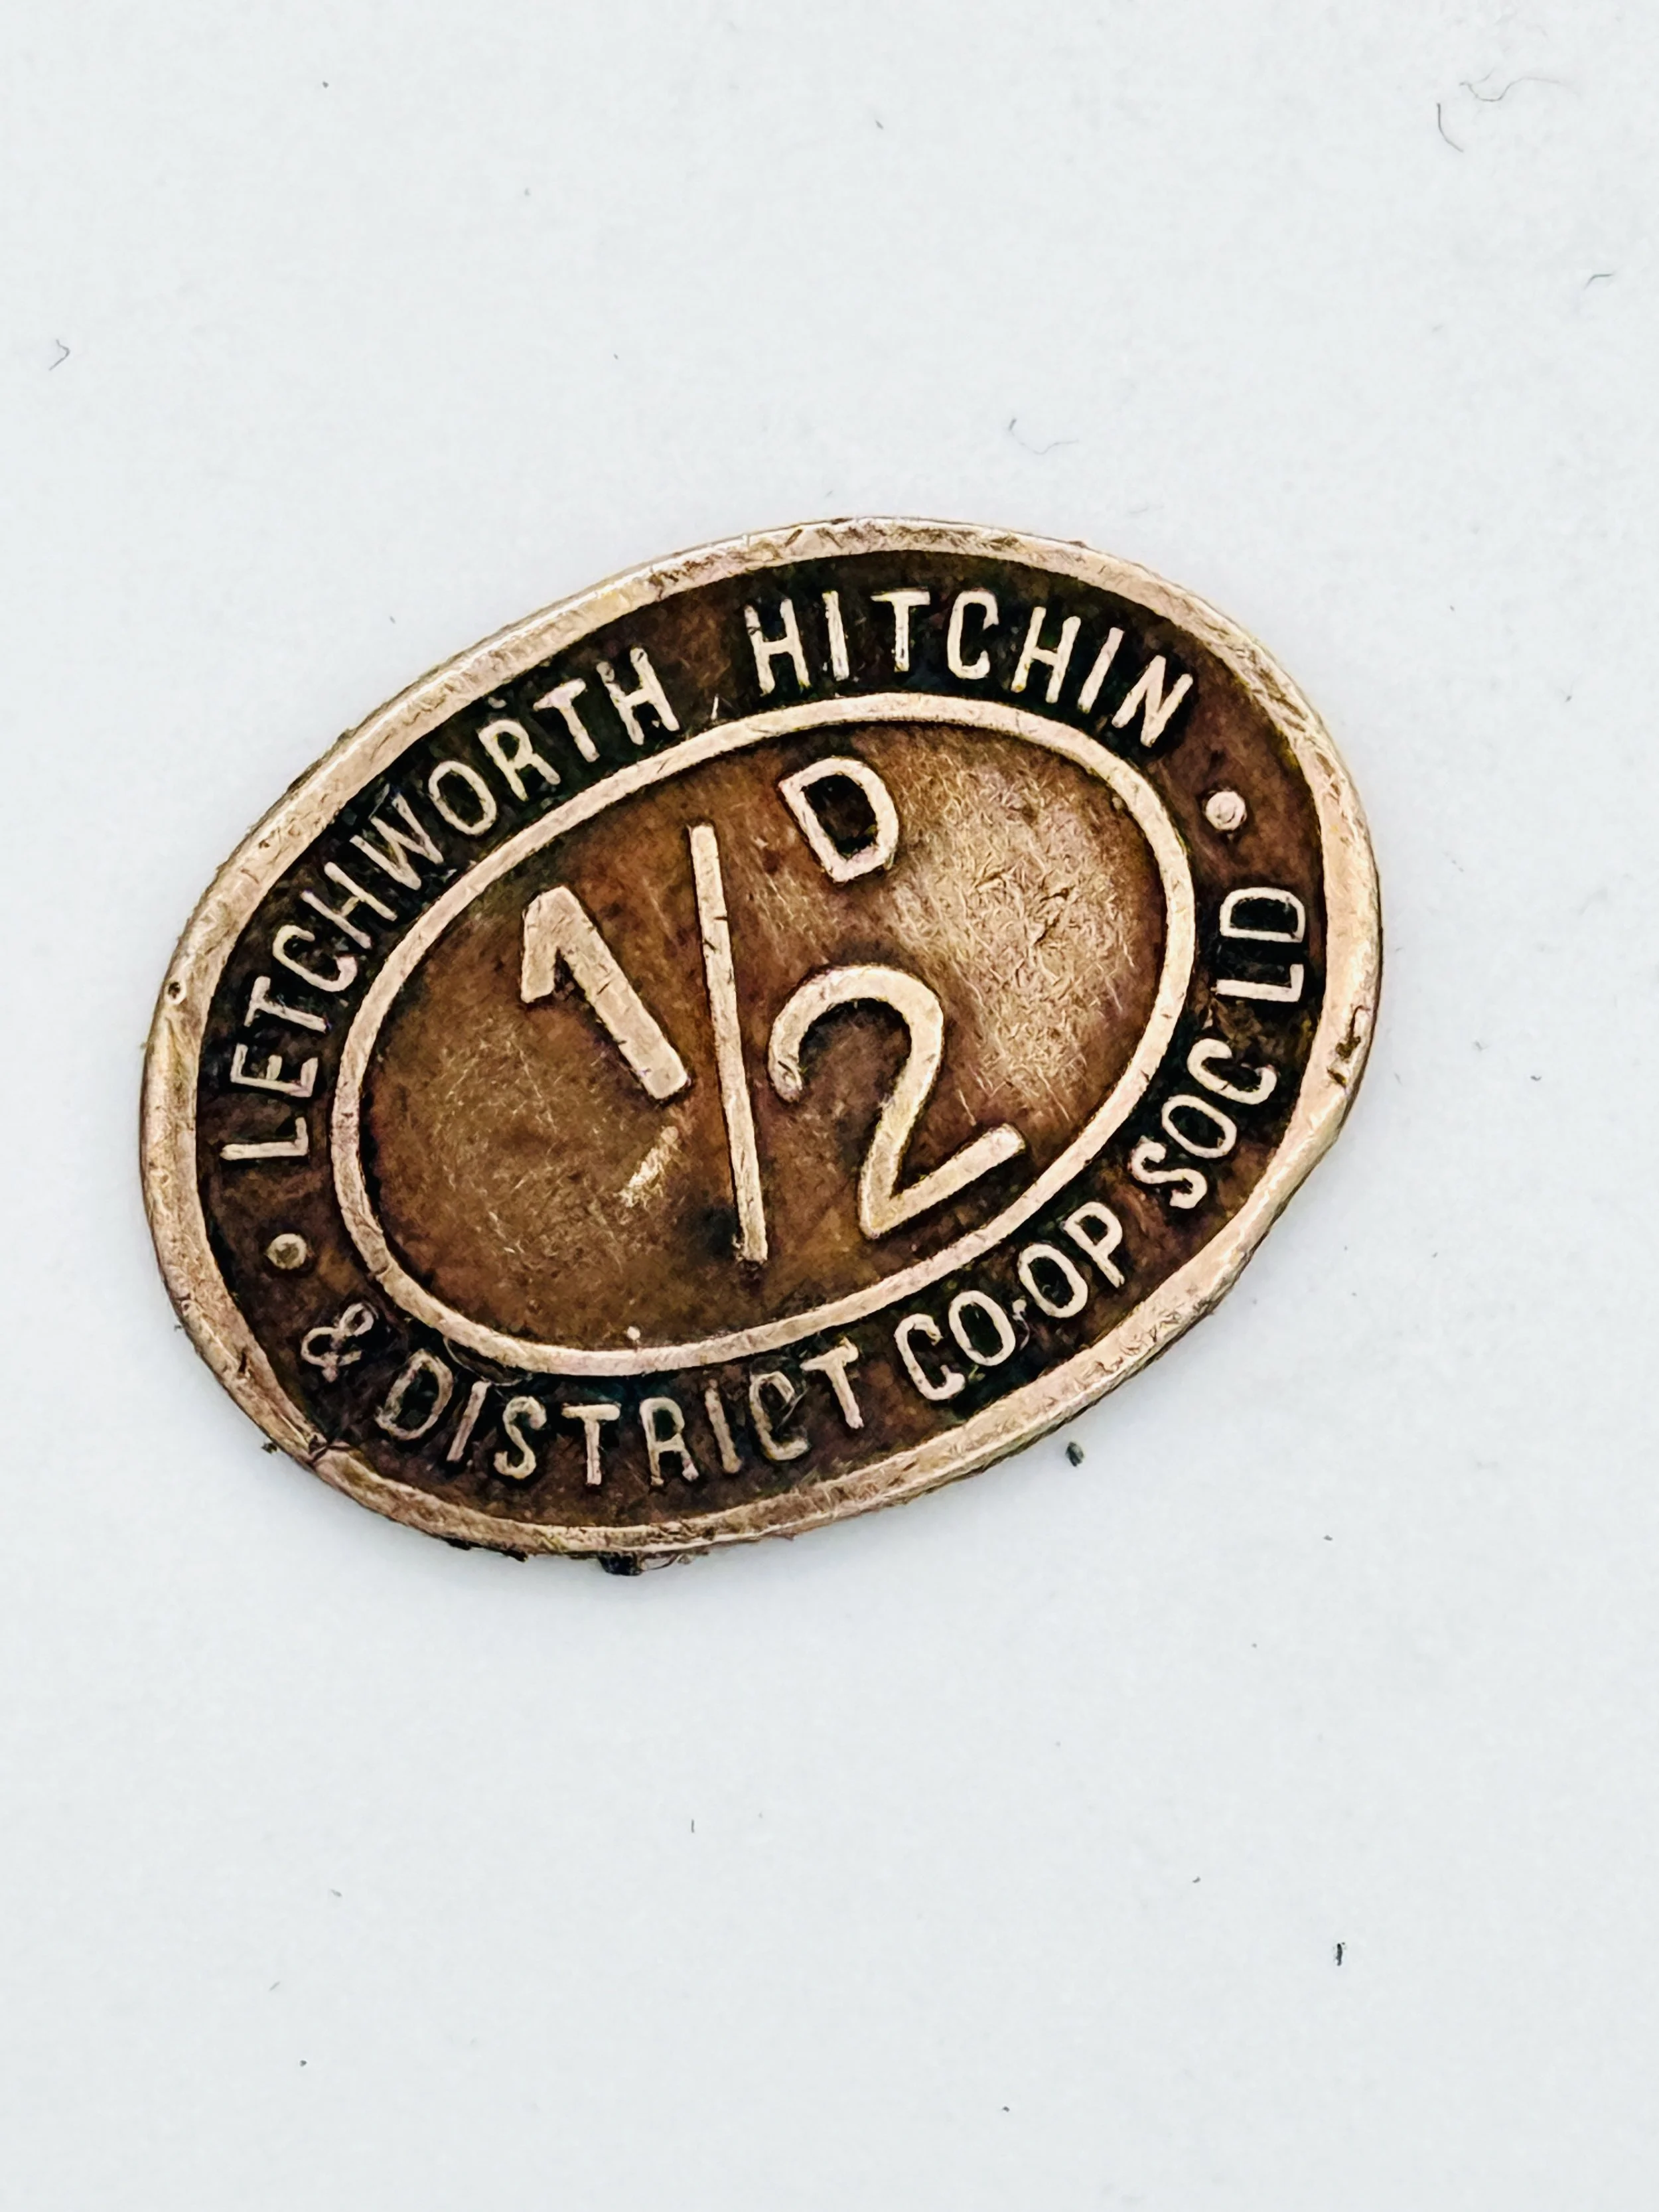 LETCHWORTH HITCHIN
& DISTRICT CO-OP SOC LD
1/2 D